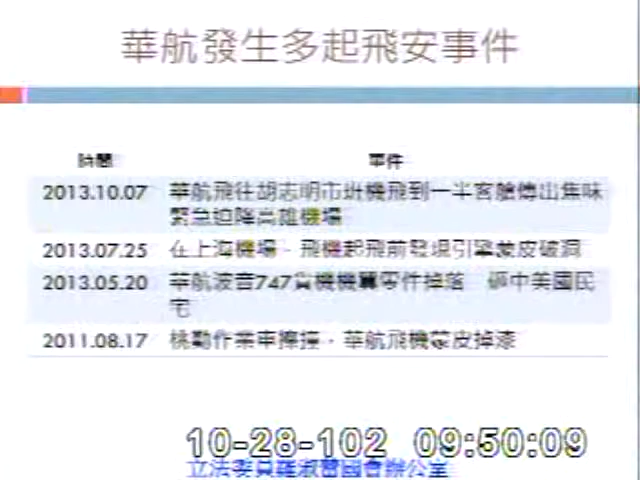 華航發生多起飛安事件
時間 事件
2013.10.07 華航飛往胡志明市班機飛到一半客艙傳出焦味
緊急迫降高雄機場
2013.07.25 在上海機場，飛機起飛前發現引擎蒙皮破洞
2013.05.20 華航波音747貨機機翼零件掉落 砸中美國民
宅
2011.08.17 桃勤作業車擦撞，華航飛機蒙皮掉漆
10-28-102 09:50:09
立法委員羅淑蕾國會辦公室